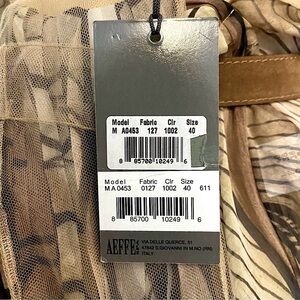 Model Fabric Clr Size
M A0453 127 1002 40
8 85700 10249 6
Model Fabric Clr Size
M A0453 0127 1002 40 611
8 85700 10249 6
AEFFE
VIA DELLE QUERCE, 51
47842 S.GIOVANNI IN M.NO (RN)
ITALY